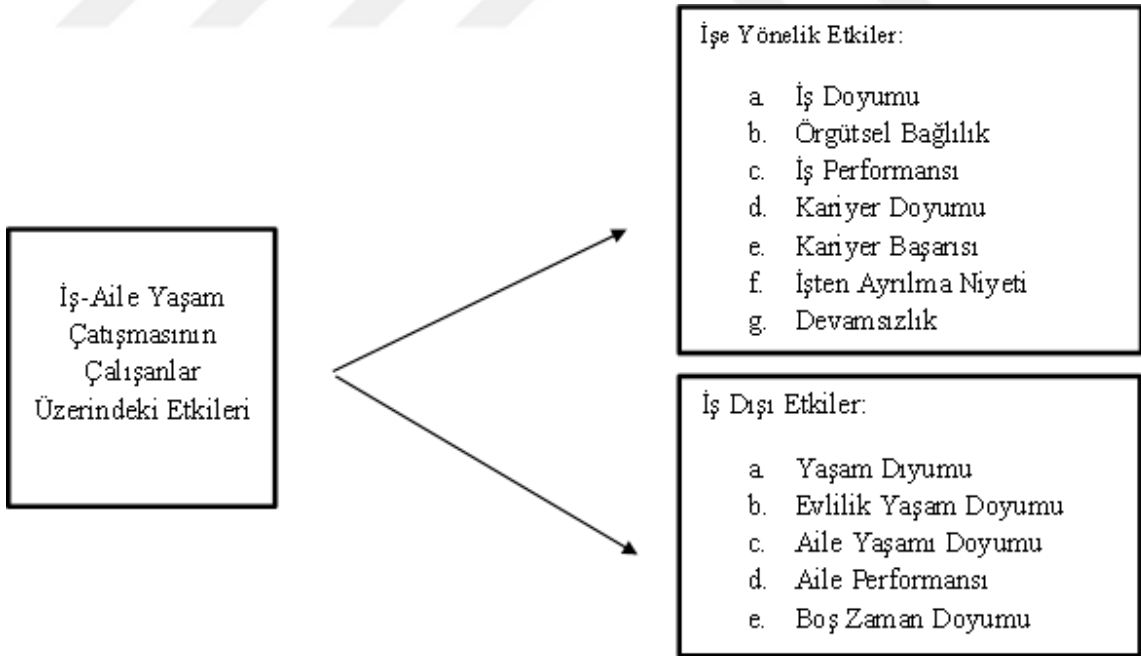 İş-Aile Yaşam
Çatışmasının
Çalışanlar
Üzerindeki Etkileri
İşe Yönelik Etkiler:
a. İş Doyumu
b. Örgütsel Bağlılık
c. İş Performansı
d. Kariyer Doyumu
e. Kariyer Başarısı
f. İşten Ayrılma Niyeti
g. Devamsızlık
İş Dışı Etkiler:
a. Yaşam Dıyumu
b. Evlilik Yaşam Doyumu
c. Aile Yaşamı Doyumu
d. Aile Performansı
e. Boş Zaman Doyumu